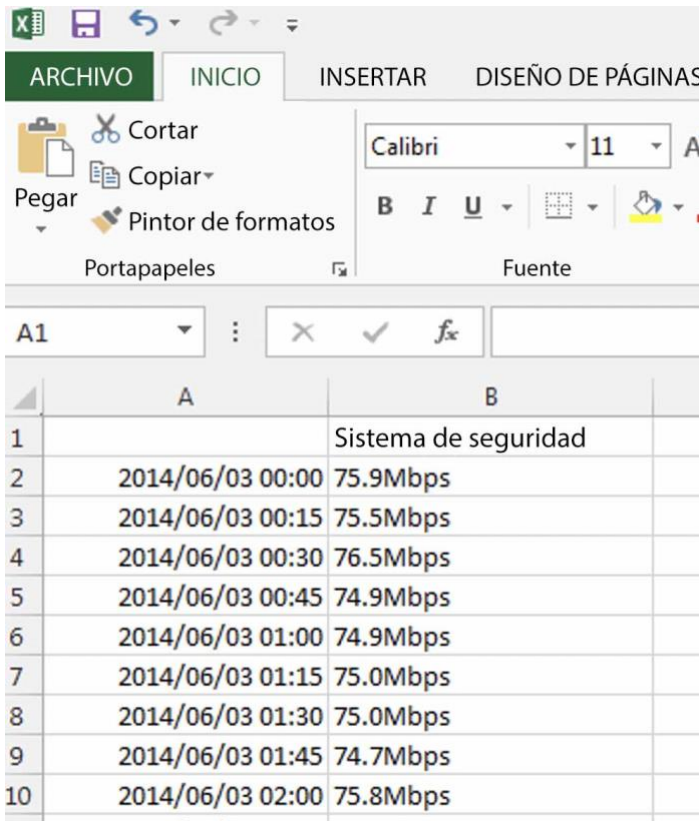 ARCHIVO INICIO INSERTAR DISEÑO DE PÁGINAS
Cortar
Copiar
Pegar
Pintor de formatos
Portapapeles
Calibri 11 A
B I U
Fuente
A1 fx
A B
1 Sistema de seguridad
2 2014/06/03 00:00 75.9Mbps
3 2014/06/03 00:15 75.5Mbps
4 2014/06/03 00:30 76.5Mbps
5 2014/06/03 00:45 74.9Mbps
6 2014/06/03 01:00 74.9Mbps
7 2014/06/03 01:15 75.0Mbps
8 2014/06/03 01:30 75.0Mbps
9 2014/06/03 01:45 74.7Mbps
10 2014/06/03 02:00 75.8Mbps